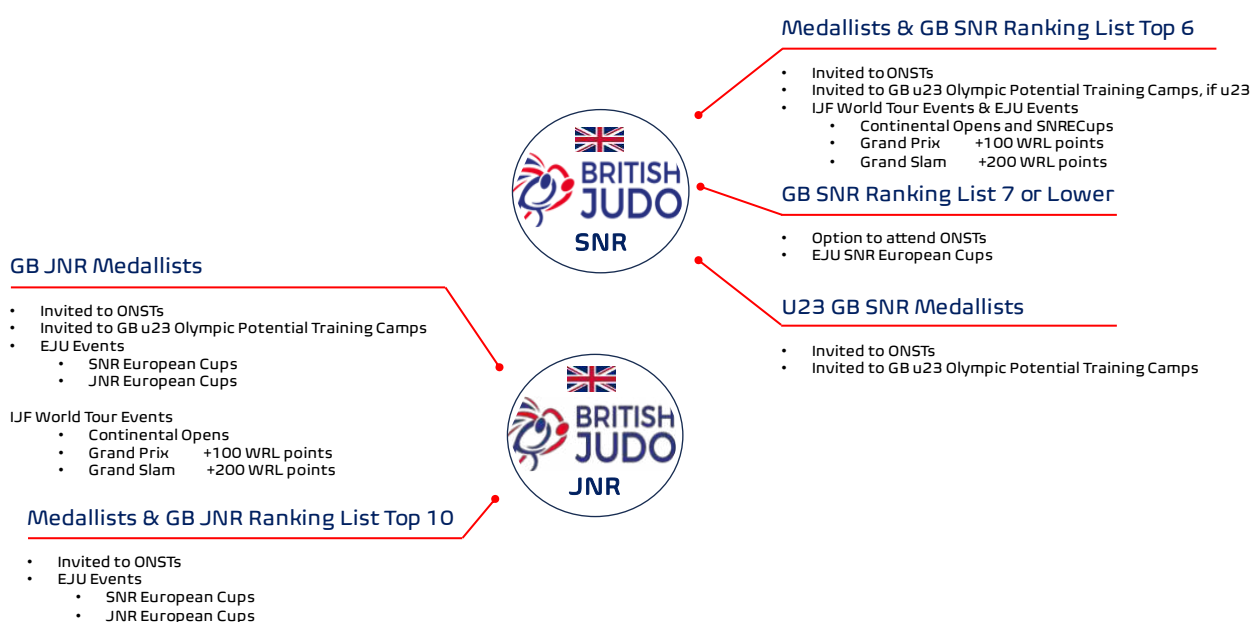 Medallists & GB SNR Ranking List Top 6
• Invited to ONSTs
• Invited to GB u23 Olympic Potential Training Camps, if u23
• IJF World Tour Events & EJU Events
• Continental Opens and SNRECups
• Grand Prix +100 WRL points
• Grand Slam +200 WRL points
BRITISH
JUDO
SNR
GB SNR Ranking List 7 or Lower
• Option to attend ONSTs
• EJU SNR European Cups
U23 GB SNR Medallists
• Invited to ONSTs
• Invited to GB u23 Olympic Potential Training Camps
GB JNR Medallists
• Invited to ONSTs
• Invited to GB u23 Olympic Potential Training Camps
• EJU Events
• SNR European Cups
• JNR European Cups
IJF World Tour Events
• Continental Opens
• Grand Prix +100 WRL points
• Grand Slam +200 WRL points
BRITISH
JUDO
JNR
Medallists & GB JNR Ranking List Top 10
• Invited to ONSTs
• EJU Events
• SNR European Cups
• JNR European Cups